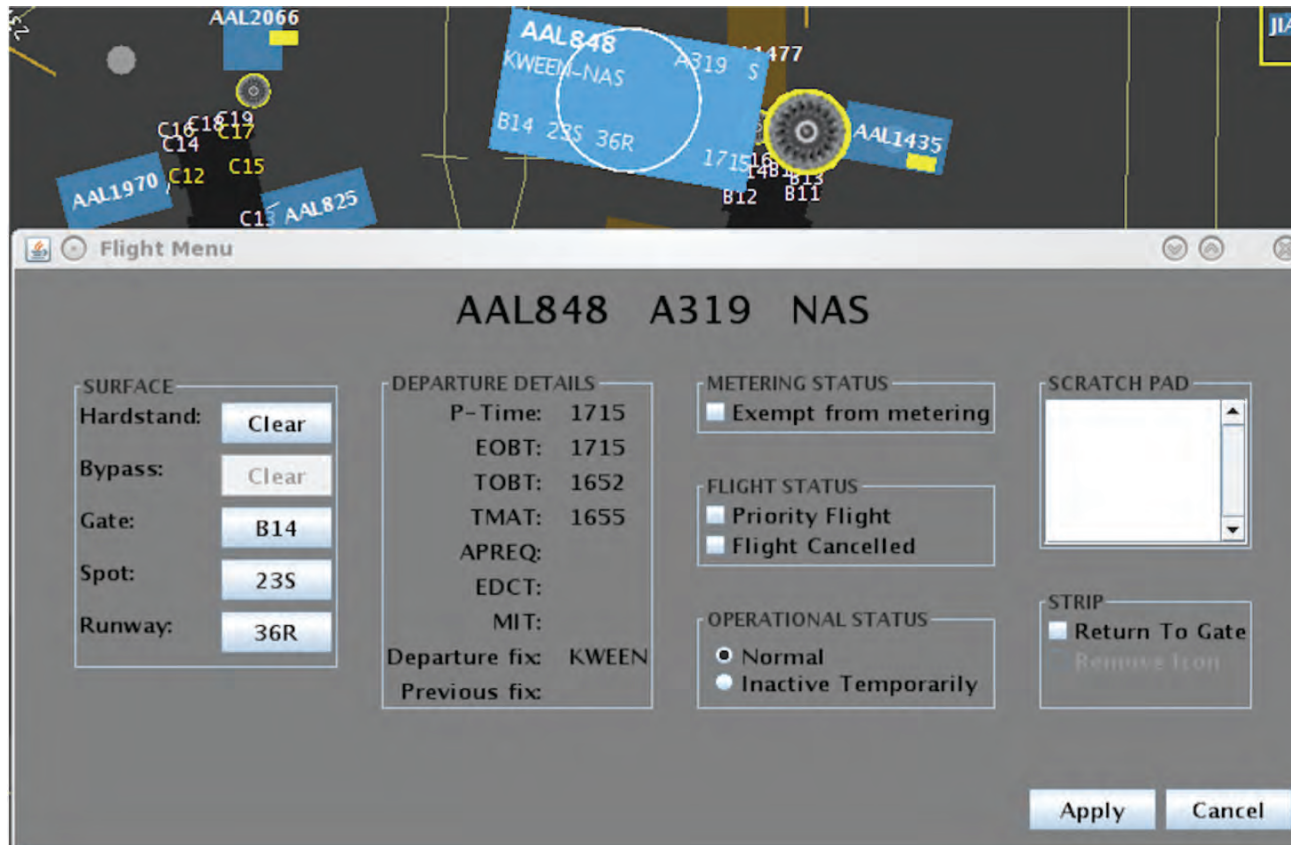 AAL2066
AAL848
A319 S
KWEEN-NAS
B14 23S 36R
1715
1477
AAL1435
JIA
C16
C18
C19
C17
C14
C12
C15
AAL1970
C13
AAL825
B13
B12
B11
Flight Menu
AAL848 A319 NAS
SURFACE
Hardstand: Clear
Bypass: Clear
Gate: B14
Spot: 23S
Runway: 36R
DEPARTURE DETAILS
P-Time: 1715
EOBT: 1715
TOBT: 1652
TMAT: 1655
APREQ:
EDCT:
MIT:
Departure fix: KWEEN
Previous fix:
METERING STATUS
Exempt from metering
FLIGHT STATUS
Priority Flight
Flight Cancelled
OPERATIONAL STATUS
Normal
Inactive Temporarily
SCRATCH PAD
STRIP
Return To Gate
Remove Icon
Apply
Cancel